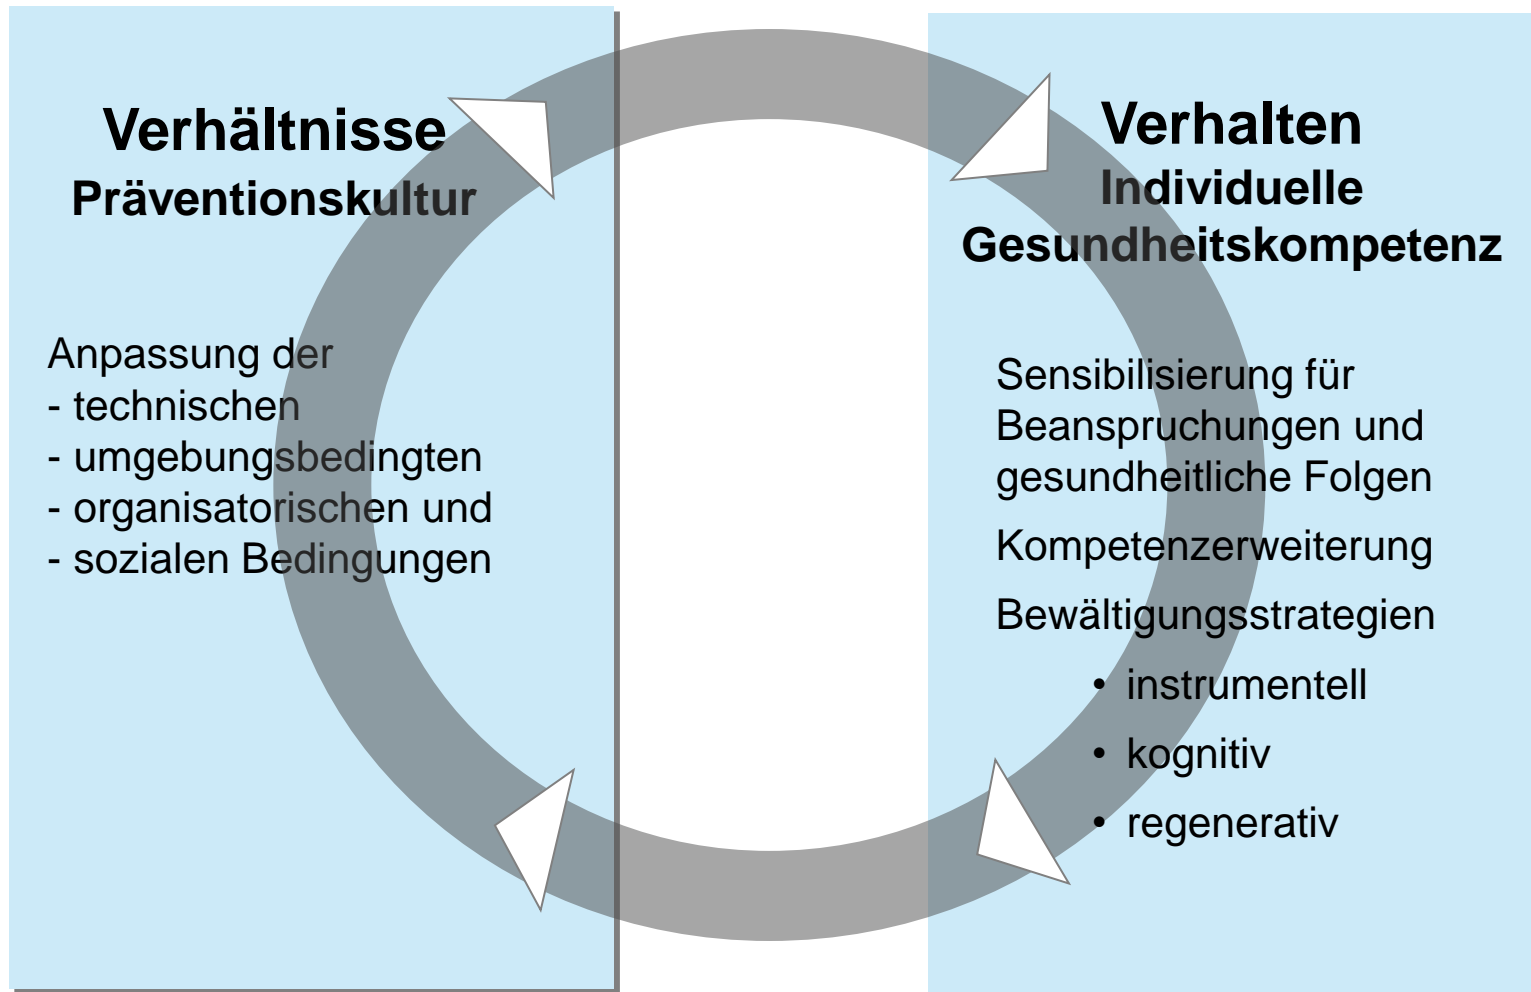 Verhältnisse
Präventionskultur
Anpassung der
- technischen
- umgebungsbedingten
- organisatorischen und
- sozialen Bedingungen
Verhalten
Individuelle
Gesundheitskompetenz
Sensibilisierung für
Beanspruchungen und
gesundheitliche Folgen
Kompetenzerweiterung
Bewältigungsstrategien
• instrumentell
• kognitiv
• regenerativ